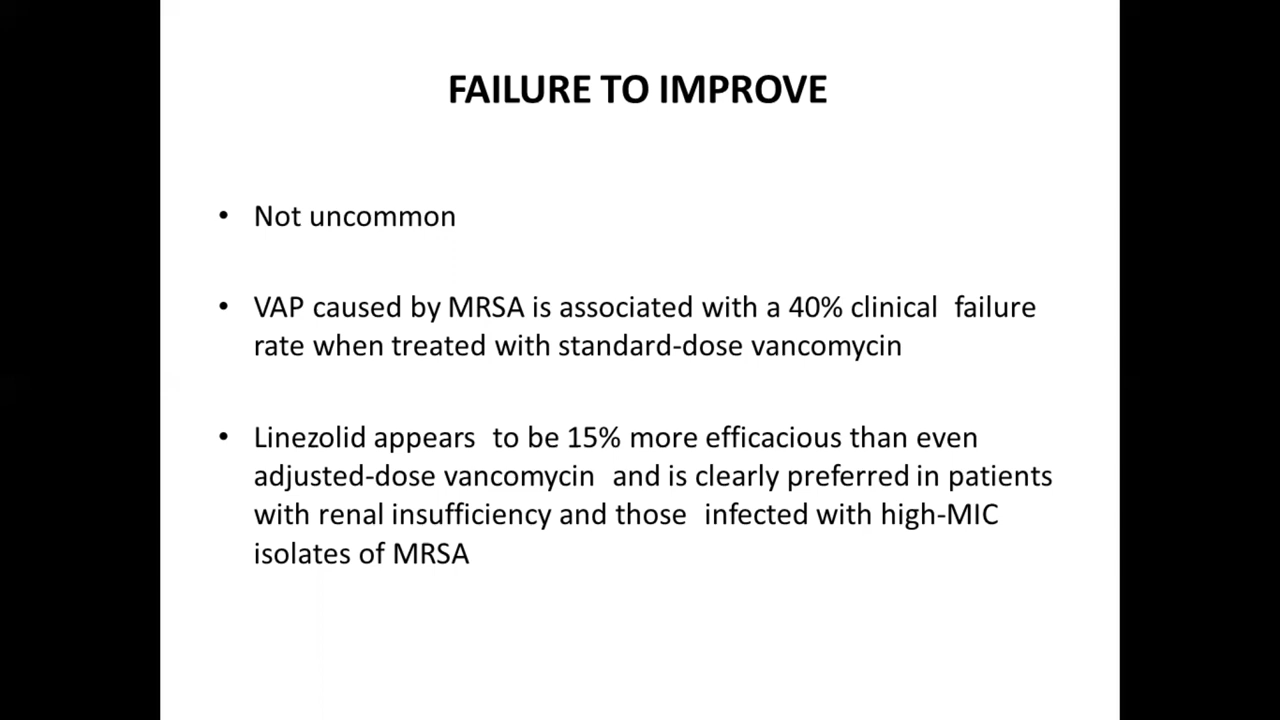 FAILURE TO IMPROVE
• Not uncommon
• VAP caused by MRSA is associated with a 40% clinical failure
rate when treated with standard-dose vancomycin
• Linezolid appears to be 15% more efficacious than even
adjusted-dose vancomycin and is clearly preferred in patients
with renal insufficiency and those infected with high-MIC
isolates of MRSA